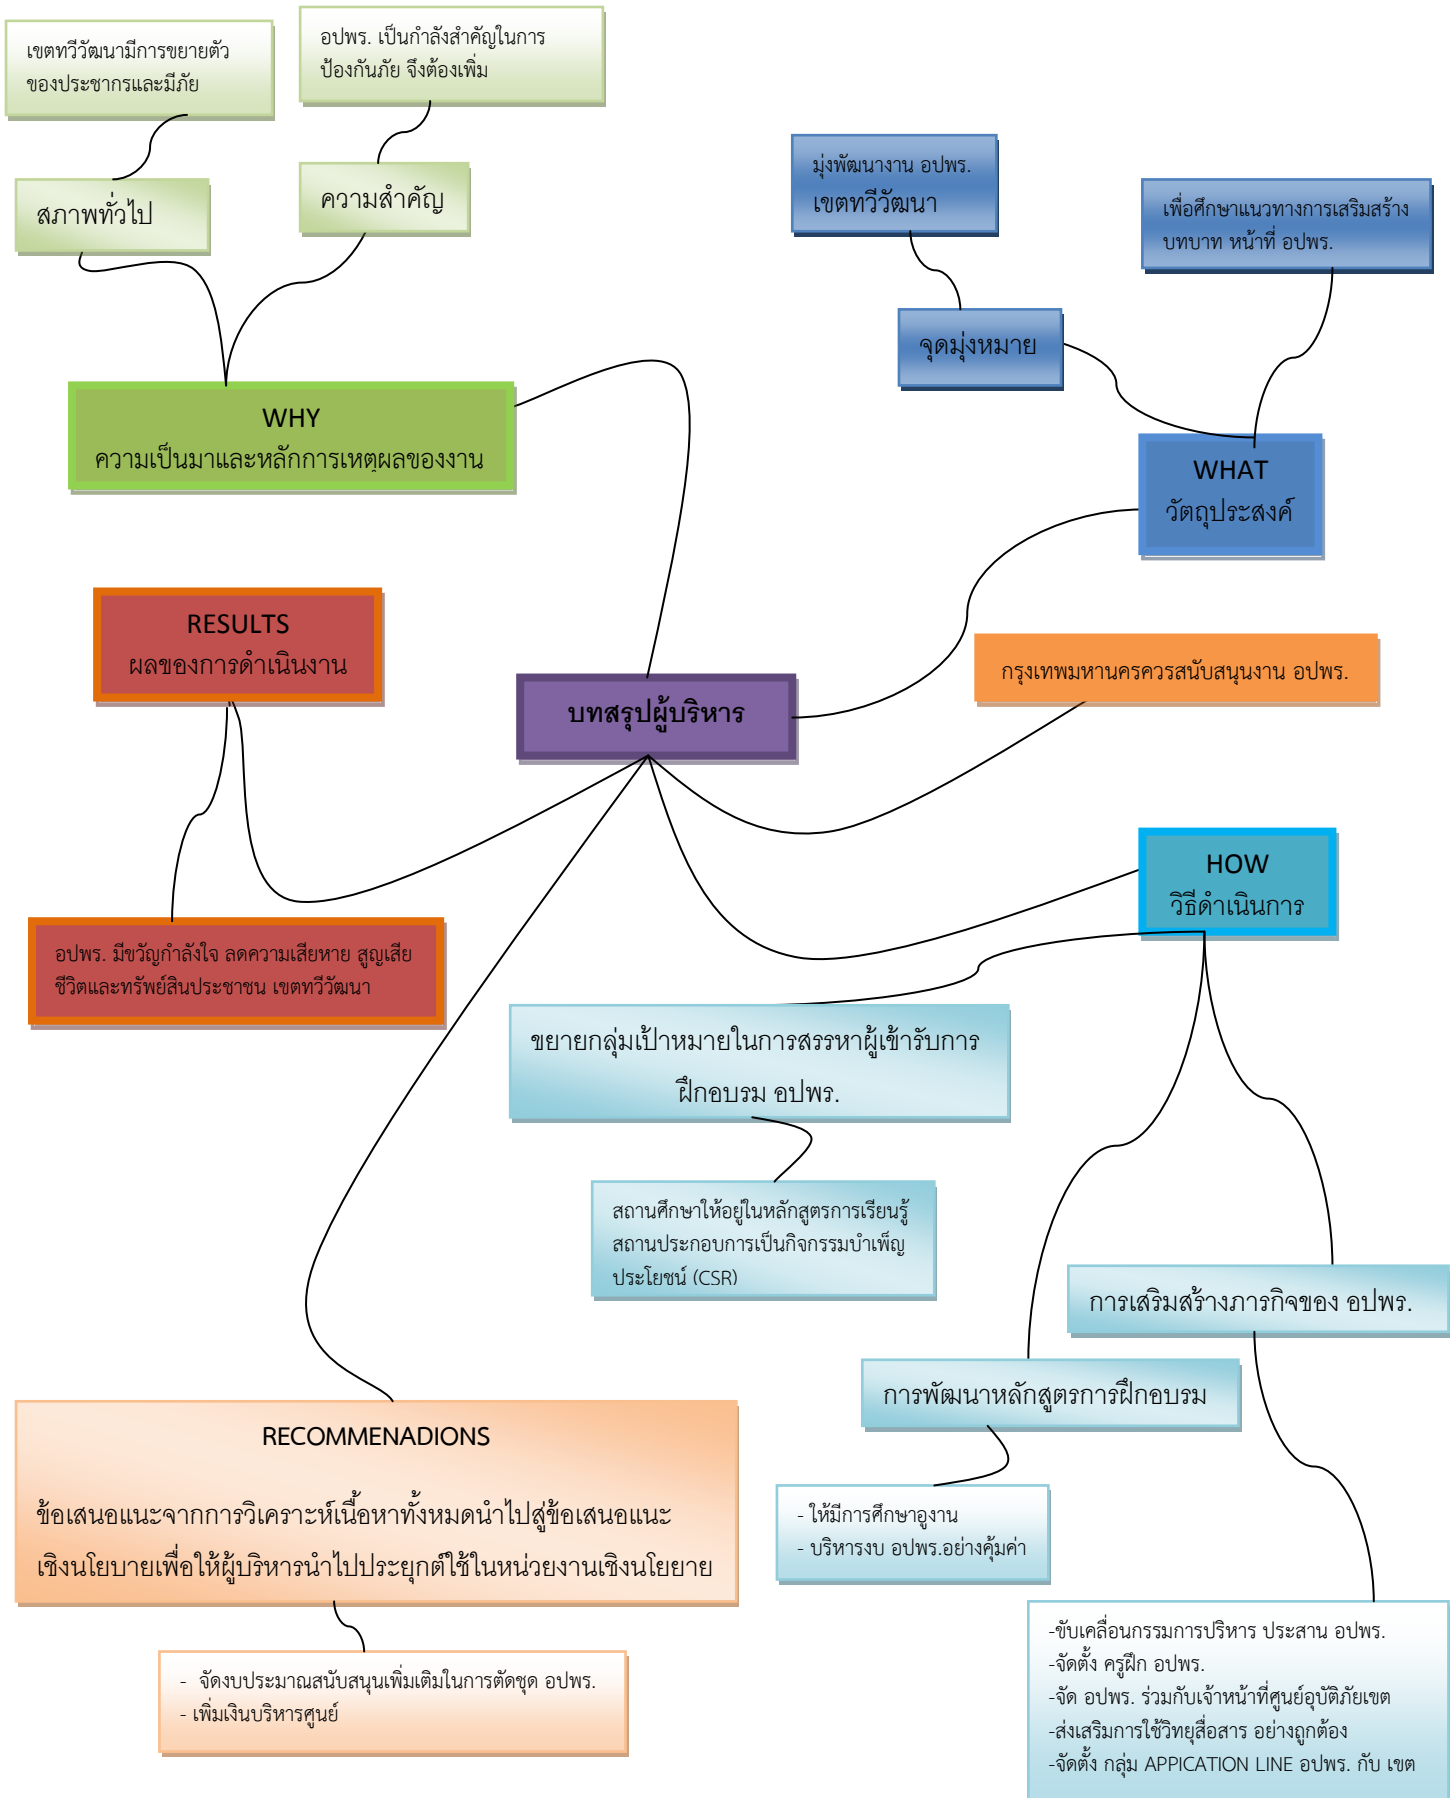 เขตทวีวัฒนามีการขยายตัว
ของประชากรและมีภัย
อปพร. เป็นกำลังสำคัญในการ
ป้องกันภัย จึงต้องเพิ่ม
สภาพทั่วไป
ความสำคัญ
มุ่งพัฒนางาน อปพร.
เขตทวีวัฒนา
เพื่อศึกษาแนวทางการเสริมสร้าง
บทบาท หน้าที่ อปพร.
จุดมุ่งหมาย
WHY
ความเป็นมาและหลักการเหตุผลของงาน
WHAT
วัตถุประสงค์
RESULTS
ผลของการดำเนินงาน
กรุงเทพมหานครควรสนับสนุนงาน อปพร.
บทสรุปผู้บริหาร
HOW
วิธีดำเนินการ
อปพร. มีขวัญกำลังใจ ลดความเสียหาย สูญเสีย
ชีวิตและทรัพย์สินประชาชน เขตทวีวัฒนา
ขยายกลุ่มเป้าหมายในการสรรหาผู้เข้ารับการ
ฝึกอบรม อปพร.
สถานศึกษาให้อยู่ในหลักสูตรการเรียนรู้
สถานประกอบการเป็นกิจกรรมบำเพ็ญ
ประโยชน์ (CSR)
การเสริมสร้างภารกิจของ อปพร.
การพัฒนาหลักสูตรการฝึกอบรม
RECOMMENADIONS
ข้อเสนอแนะจากการวิเคราะห์เนื้อหาทั้งหมดนำไปสู่ข้อเสนอแนะ
เชิงนโยบายเพื่อให้ผู้บริหารนำไปประยุกต์ใช้ในหน่วยงานเชิงนโยยาย
- ให้มีการศึกษาอูงาน
- บริหารงบ อปพร.อย่างคุ้มค่า
-ขับเคลื่อนกรรมการปริหาร ประสาน อปพร.
-จัดตั้ง ครูฝึก อปพร.
-จัด อปพร. ร่วมกับเจ้าหน้าที่ศูนย์อุบัติภัยเขต
-ส่งเสริมการใช้วิทยุสื่อสาร อย่างถูกต้อง
-จัดตั้ง กลุ่ม APPICATION LINE อปพร. กับ เขต
- จัดงบประมาณสนับสนุนเพิ่มเติมในการตัดชุด อปพร.
- เพิ่มเงินบริหารศูนย์